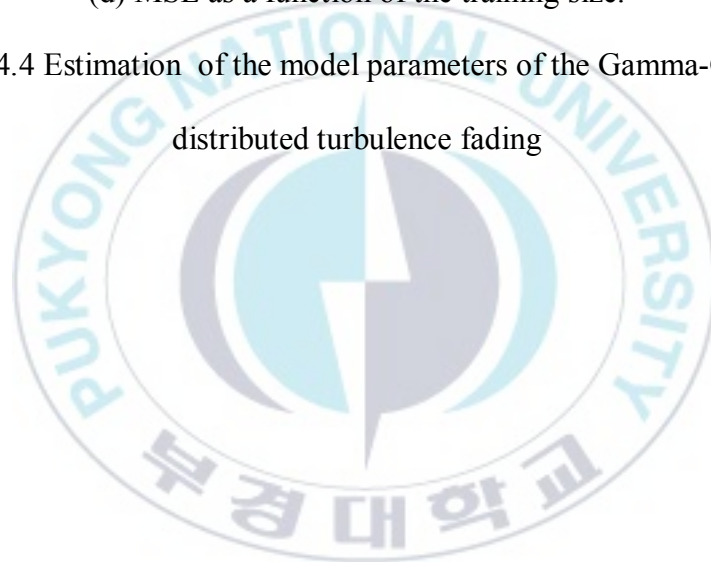 (d) MSE as a function of the training size.
4.4 Estimation of the model parameters of the Gamma-
distributed turbulence fading
PUKYONG NATIONAL UNIVERSITY
부경대학교